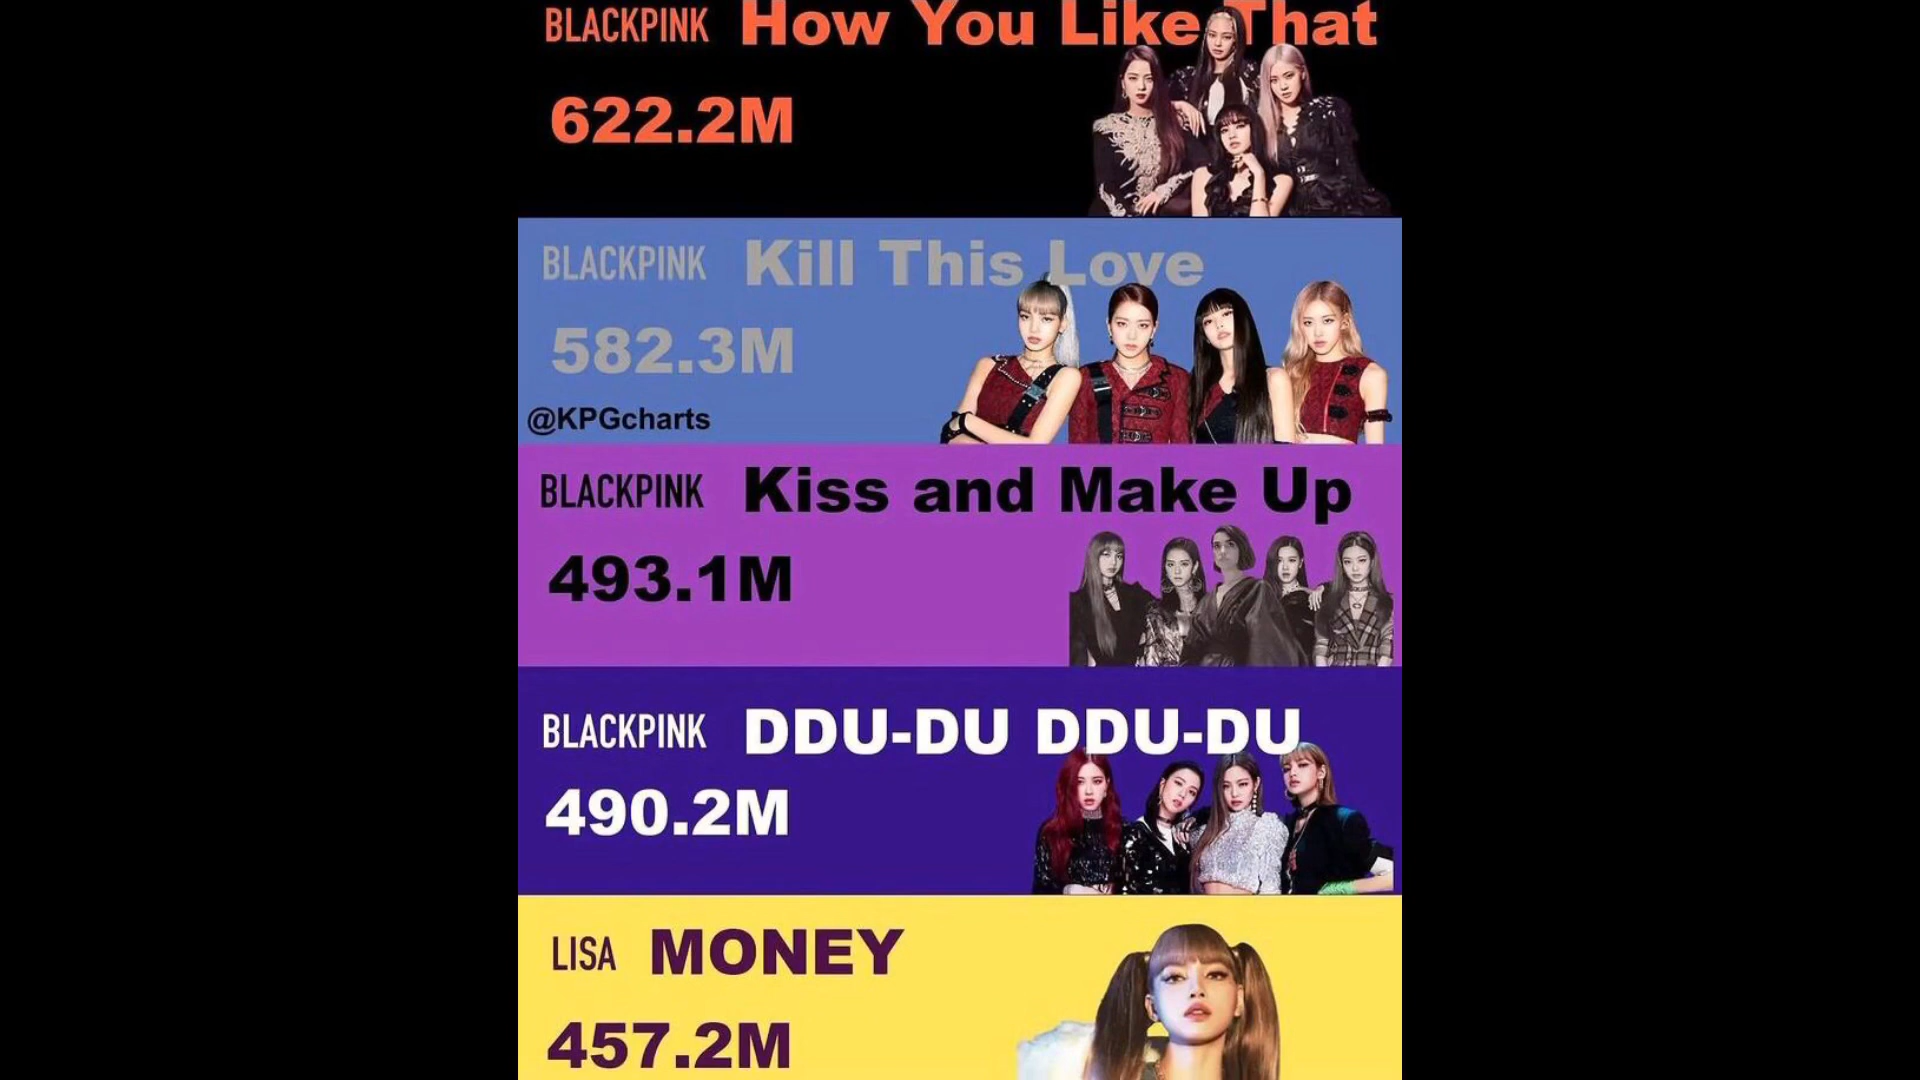 BLACKPINK How You Like That
622.2M
BLACKPINK Kill This Love
582.3M
@KPGcharts
BLACKPINK Kiss and Make Up
493.1M
BLACKPINK DDU-DU DDU-DU
490.2M
LISA MONEY
457.2M